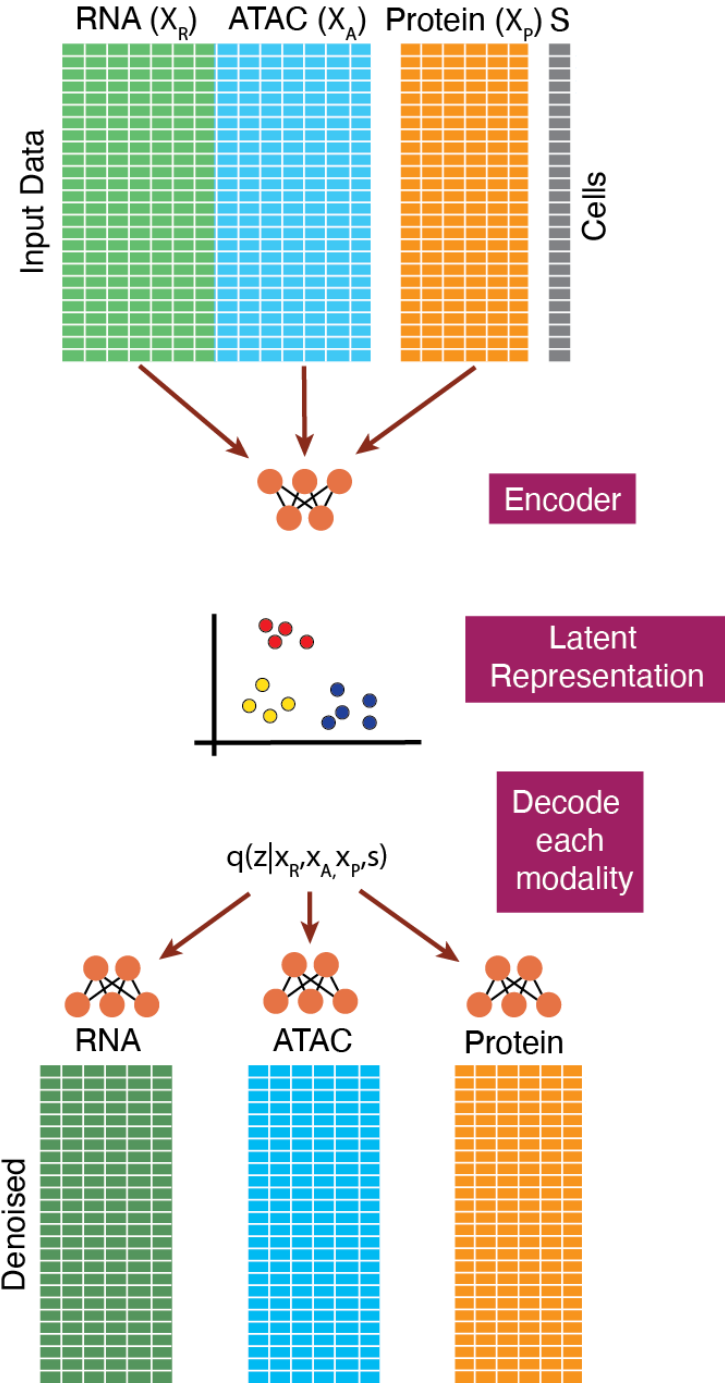 RNA (X_R)
ATAC (X_A)
Protein (X_P)
S
Input Data
Cells
Encoder
Latent
Representation
Decode
each
modality
q(z|x_R,x_A,x_P,s)
RNA
ATAC
Protein
Denoised